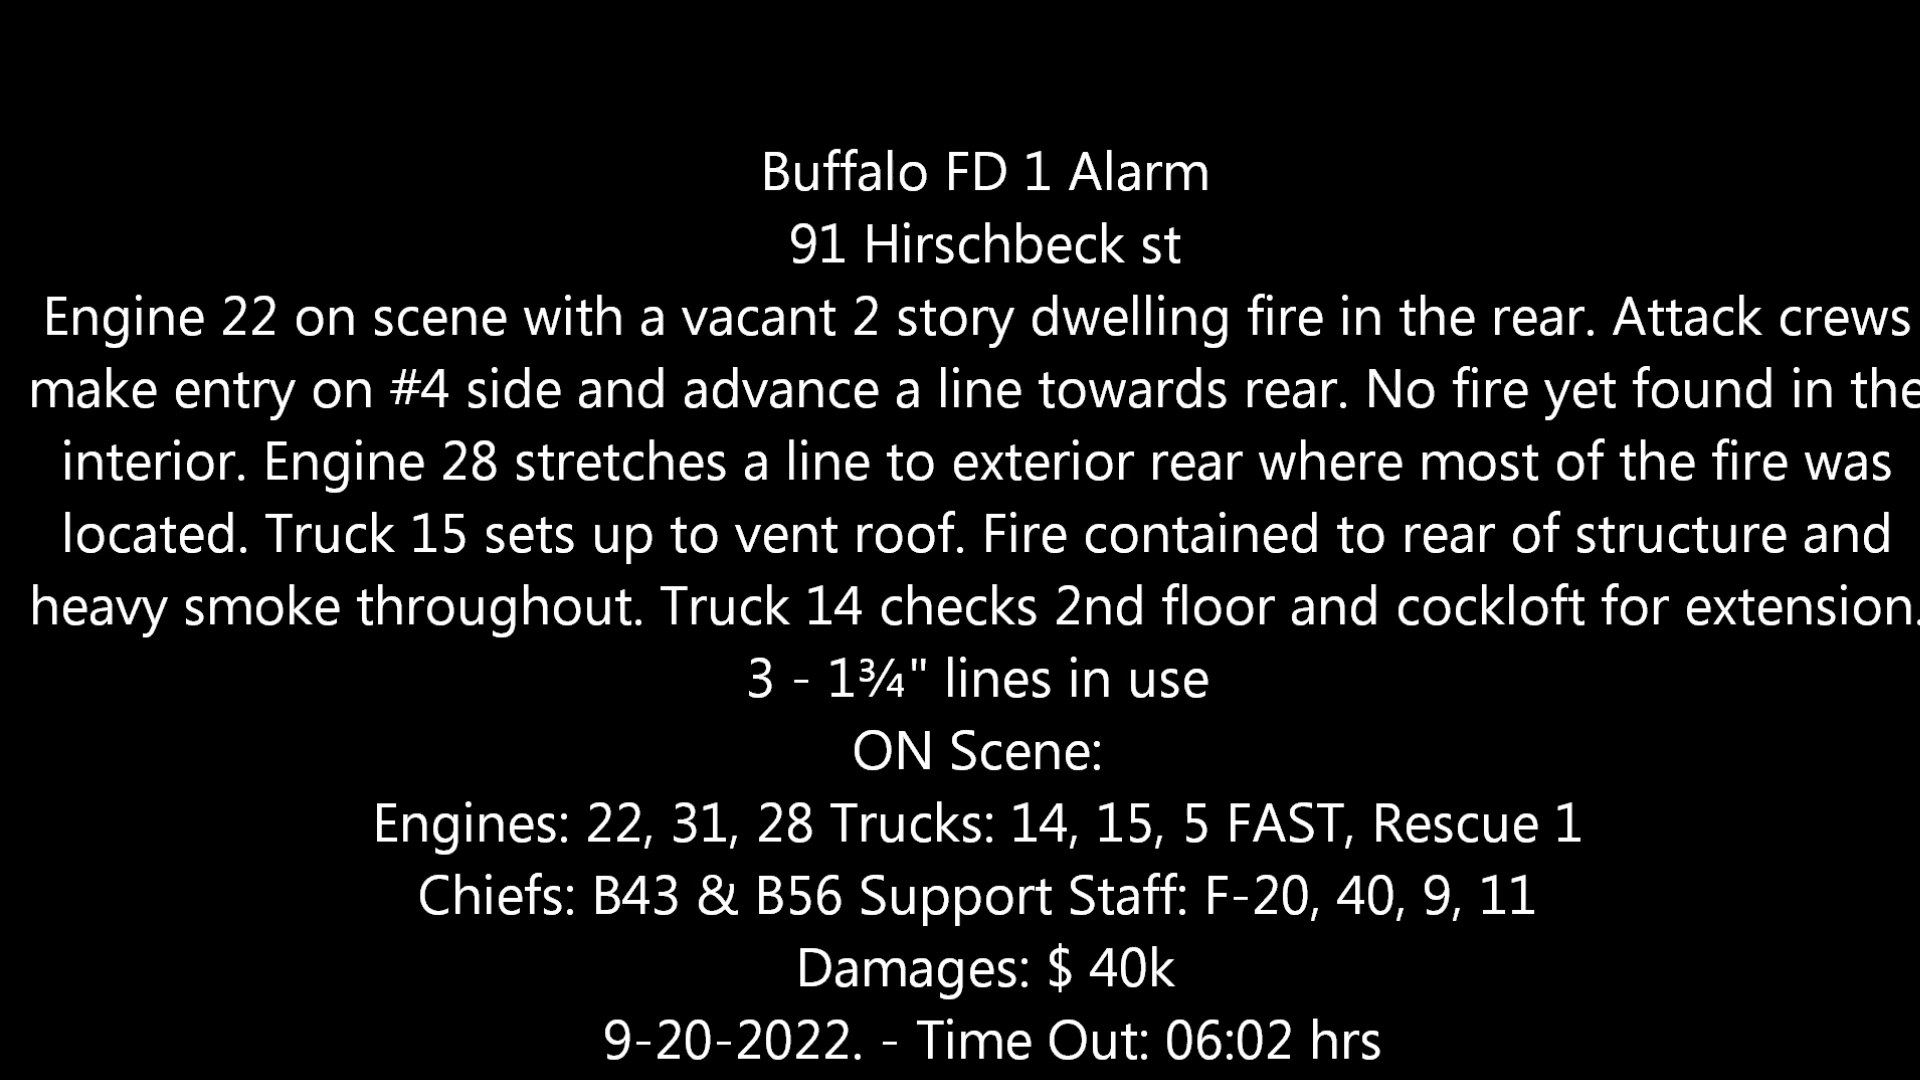 Buffalo FD 1 Alarm
91 Hirschbeck st
Engine 22 on scene with a vacant 2 story dwelling fire in the rear. Attack crews
make entry on #4 side and advance a line towards rear. No fire yet found in the
interior. Engine 28 stretches a line to exterior rear where most of the fire was
located. Truck 15 sets up to vent roof. Fire contained to rear of structure and
heavy smoke throughout. Truck 14 checks 2nd floor and cockloft for extension.
3 - 1¾" lines in use
ON Scene:
Engines: 22, 31, 28 Trucks: 14, 15, 5 FAST, Rescue 1
Chiefs: B43 & B56 Support Staff: F-20, 40, 9, 11
Damages: $ 40k
9-20-2022. - Time Out: 06:02 hrs